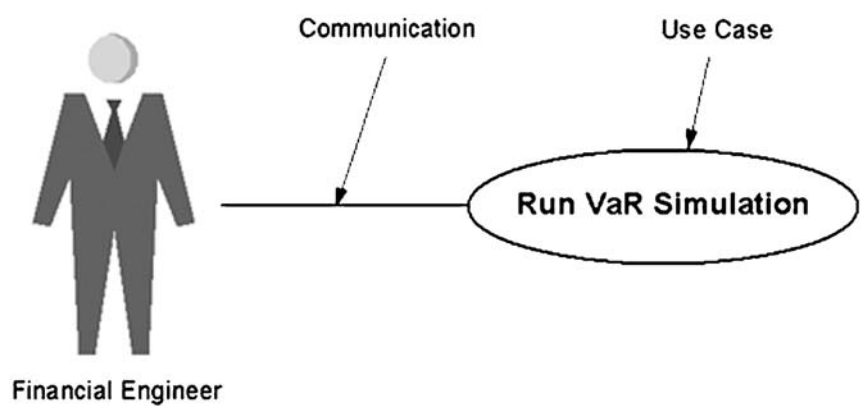 Communication
Use Case
Run VaR Simulation
Financial Engineer